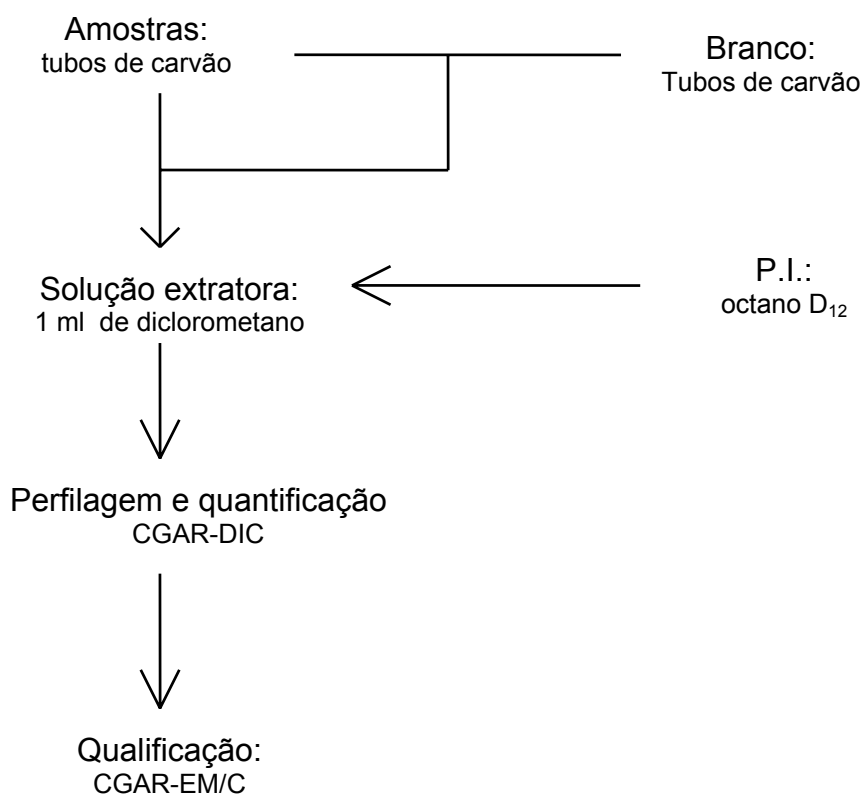 Amostras:
tubos de carvão
Branco:
Tubos de carvão
Solução extratora:
1 ml de diclorometano
P.I.:
octano D₁₂
Perfilagem e quantificação
CGAR-DIC
Qualificação:
CGAR-EM/C